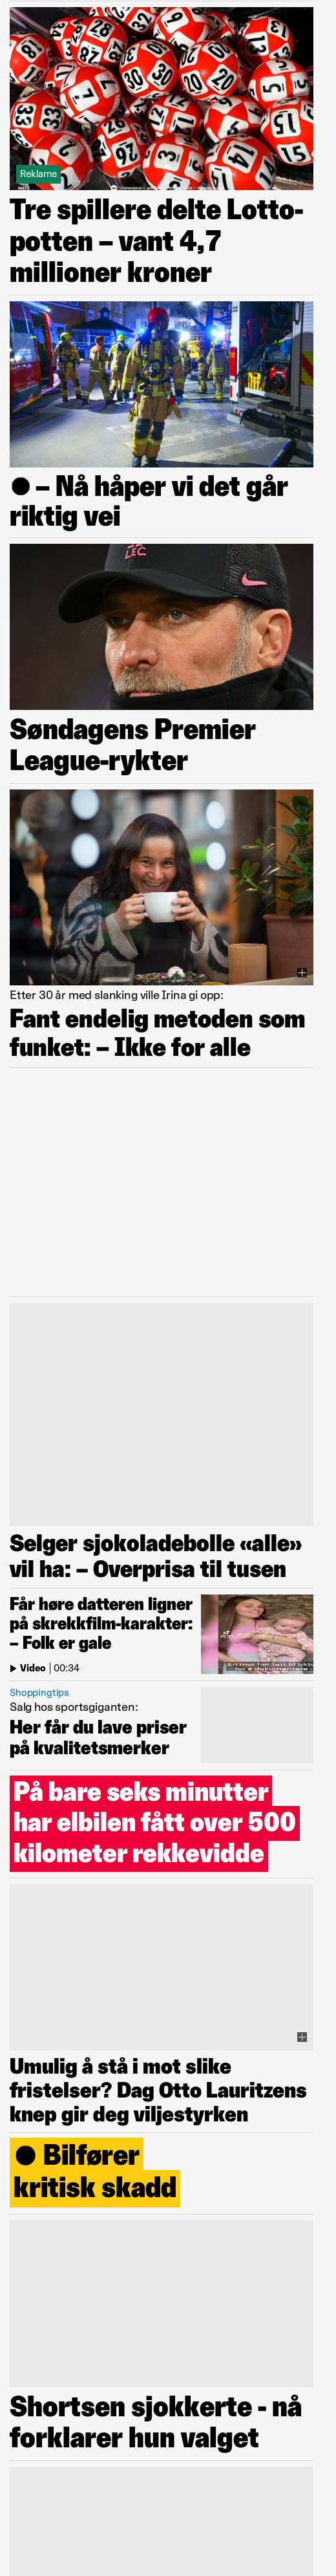 Reklame
Tre spillere delte Lotto-
potten – vant 4,7
millioner kroner
● – Nå håper vi det går
riktig vei
Søndagens Premier
League-rykter
Etter 30 år med slanking ville Irina gi opp:
Fant endelig metoden som
funket: – Ikke for alle
Selger sjokoladebolle «alle»
vil ha: – Overprisa til tusen
Får høre datteren ligner
på skrekkfilm-karakter:
– Folk er gale
Video | 00:34
Shoppingtips
Salg hos sportsgiganten:
Her får du lave priser
på kvalitetsmerker
På bare seks minutter
har elbilen fått over 500
kilometer rekkevidde
Umulig å stå i mot slike
fristelser? Dag Otto Lauritzens
knep gir deg viljestyrken
● Bilfører
kritisk skadd
Shortsen sjokkerte - nå
forklarer hun valget